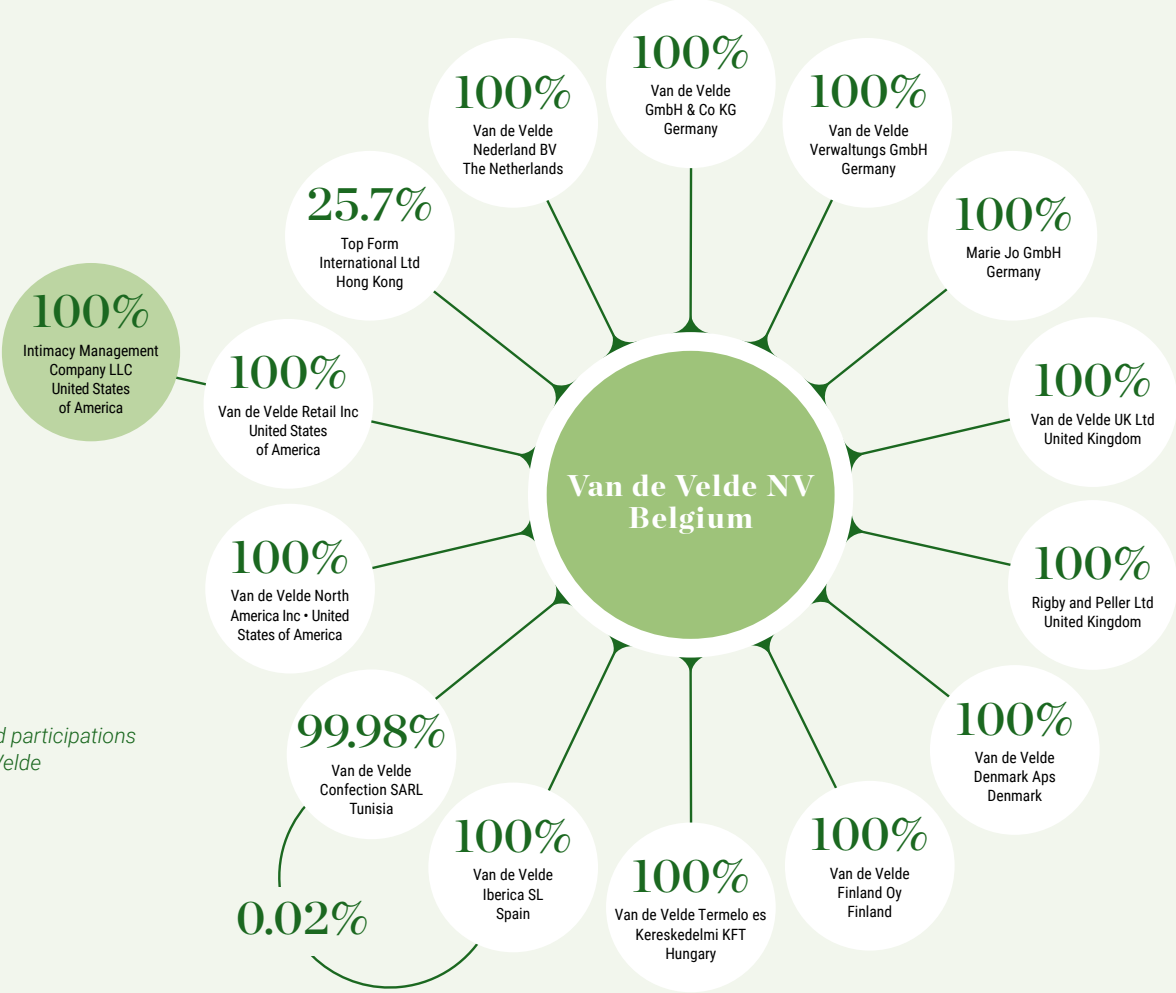 100%
Van de Velde
GmbH & Co KG
Germany
100%
Van de Velde
Verwaltungs GmbH
Germany
100%
Marie Jo GmbH
Germany
100%
Van de Velde UK Ltd
United Kingdom
100%
Rigby and Peller Ltd
United Kingdom
100%
Van de Velde
Denmark Aps
Denmark
100%
Van de Velde
Finland Oy
Finland
100%
Van de Velde Termelo es
Kereskedelmi KFT
Hungary
100%
Van de Velde
Iberica SL
Spain
0.02%
99.98%
Van de Velde
Confection SARL
Tunisia
100%
Van de Velde North
America Inc • United
States of America
100%
Van de Velde Retail Inc
United States
of America
100%
Intimacy Management
Company LLC
United States
of America
25.7%
Top Form
International Ltd
Hong Kong
100%
Van de Velde
Nederland BV
The Netherlands
Van de Velde NV
Belgium
participations
Velde